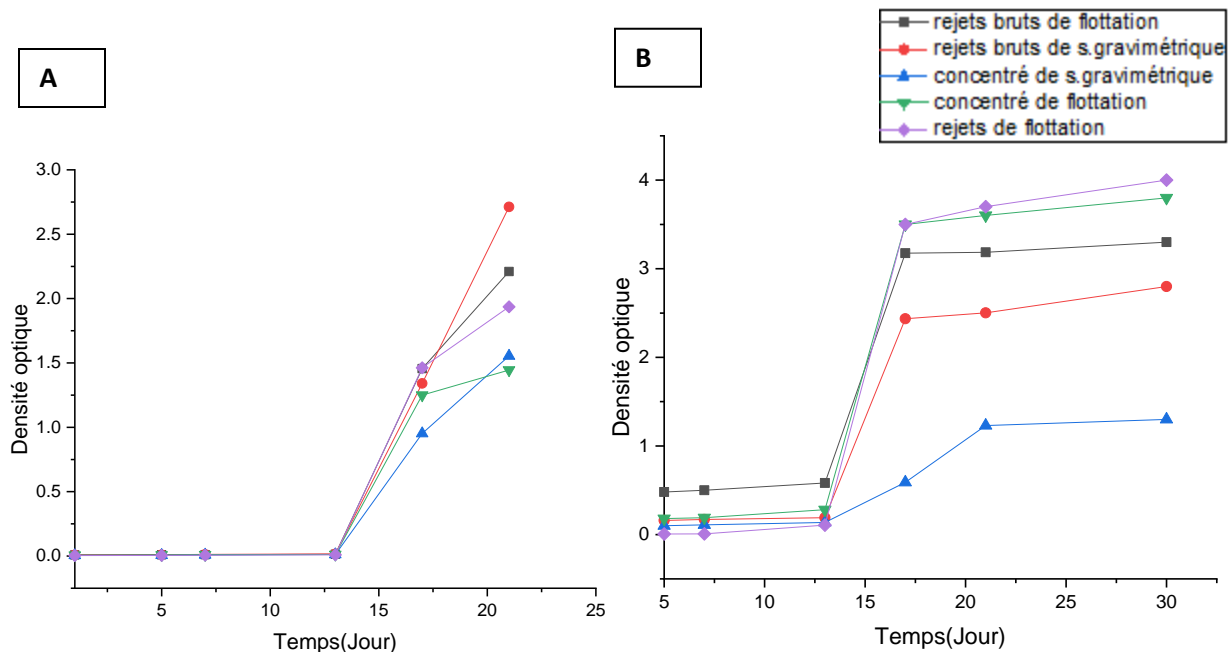 A
B
rejets bruts de flottation
rejets bruts de s.gravimétrique
concentré de s.gravimétrique
concentré de flottation
rejets de flottation
3.0
2.5
2.0
1.5
1.0
0.5
0.0
Densité optique
5
10
15
20
25
Temps(Jour)
4
3
2
1
0
Densité optique
5
10
15
20
25
30
Temps(Jour)